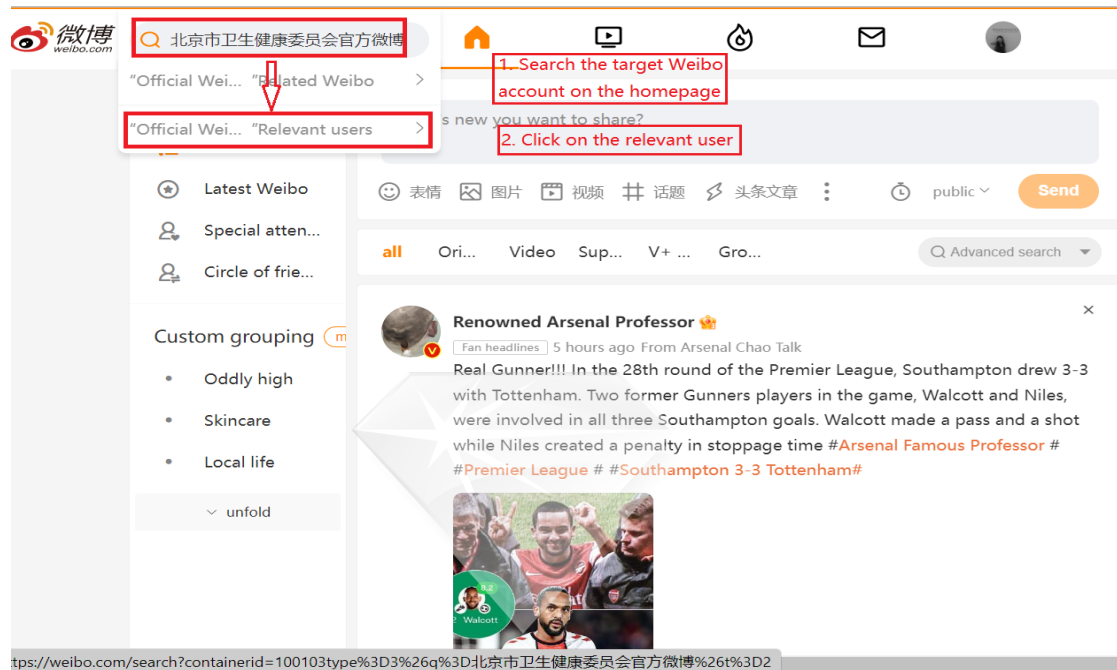 微博
weibo.com
北京市卫生健康委员会官方微博
"Official Wei... "Related Weibo
"Official Wei... "Relevant users
1. Search the target Weibo
account on the homepage
s new you want to share?
2. Click on the relevant user
表情 图片 视频 话题 头条文章 public Send
Latest Weibo
Special atten...
Circle of frie...
all Ori... Video Sup... V+ ... Gro... Advanced search
Custom grouping m
Oddly high
Skincare
Local life
unfold
Renowned Arsenal Professor
Fan headlines 5 hours ago From Arsenal Chao Talk
Real Gunner!!! In the 28th round of the Premier League, Southampton drew 3-3
with Tottenham. Two former Gunners players in the game, Walcott and Niles,
were involved in all three Southampton goals. Walcott made a pass and a shot
while Niles created a penalty in stoppage time #Arsenal Famous Professor #
#Premier League # #Southampton 3-3 Tottenham#
8.2
2 Walcott
tps://weibo.com/search?containerid=100103type%3D3%26q%3D北京市卫生健康委员会官方微博%26t%3D2